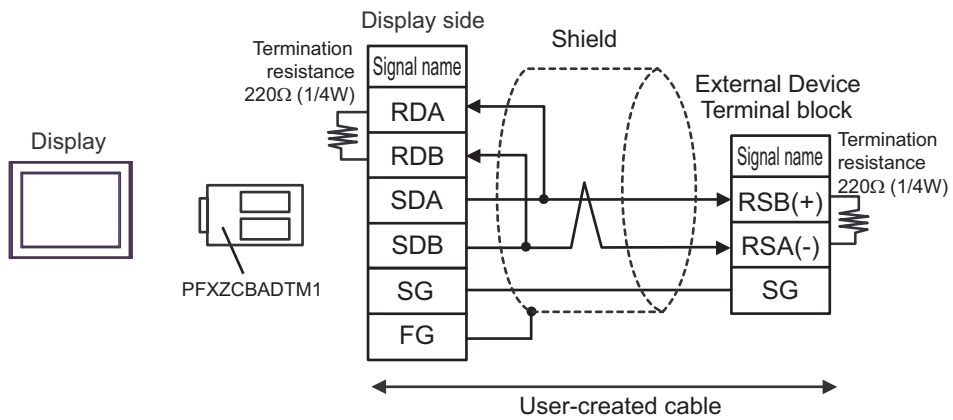 Display
PFXZCBADTM1
Display side
Termination
resistance
220Ω (1/4W)
Signal name
RDA
RDB
SDA
SDB
SG
FG
Shield
External Device
Terminal block
Signal name
RSB(+)
RSA(-)
SG
Termination
resistance
220Ω (1/4W)
User-created cable